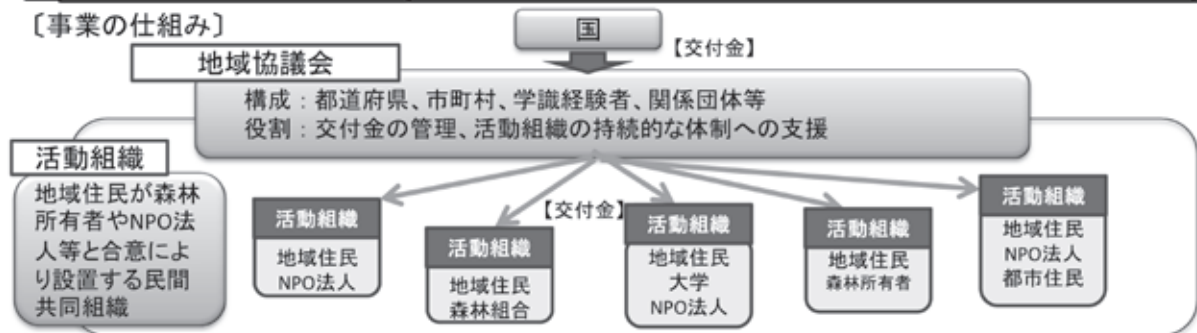 〔事業の仕組み〕
国
【交付金】
地域協議会
構成：都道府県、市町村、学識経験者、関係団体等
役割：交付金の管理、活動組織の持続的な体制への支援
活動組織
地域住民が森林
所有者やNPO法
人等と合意によ
り設置する民間
共同組織
【交付金】
活動組織
地域住民
NPO法人
活動組織
地域住民
森林組合
活動組織
地域住民
大学
NPO法人
活動組織
地域住民
森林所有者
活動組織
地域住民
NPO法人
都市住民